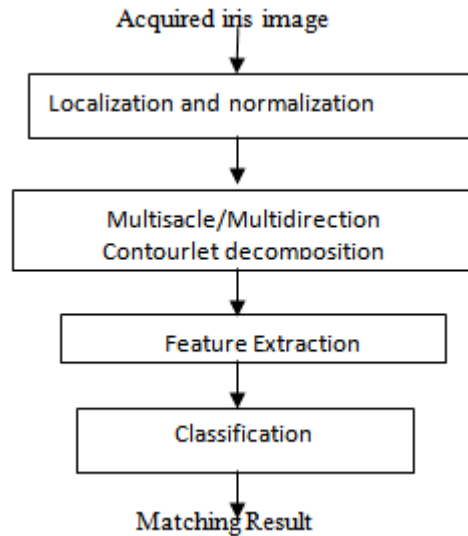 Acquired iris image
Localization and normalization
Multisacle/Multidirection
Contourlet decomposition
Feature Extraction
Classification
Matching Result